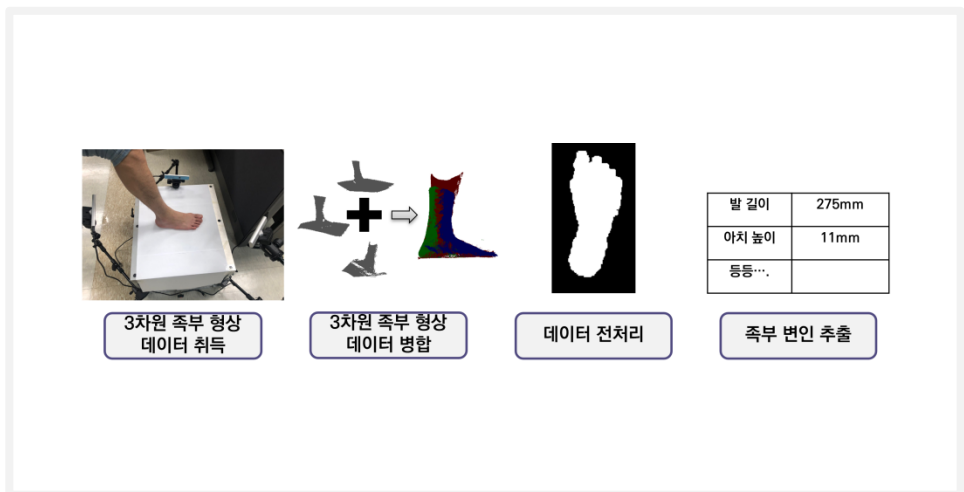 발 길이 275mm
아치 높이 11mm
등등….
3차원 족부 형상
데이터 취득
3차원 족부 형상
데이터 병합
데이터 전처리
족부 변인 추출